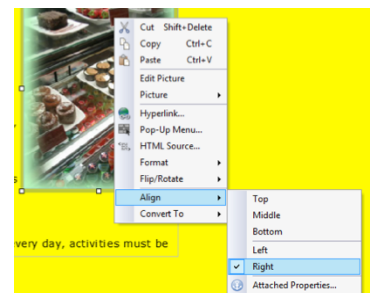 Cut Shift+Delete
Copy Ctrl+C
Paste Ctrl+V
Edit Picture
Picture
Hyperlink...
Pop-Up Menu...
HTML Source...
Format
Flip/Rotate
Align
Convert To
Top
Middle
Bottom
Left
Right
Attached Properties...
s
very day, activities must be